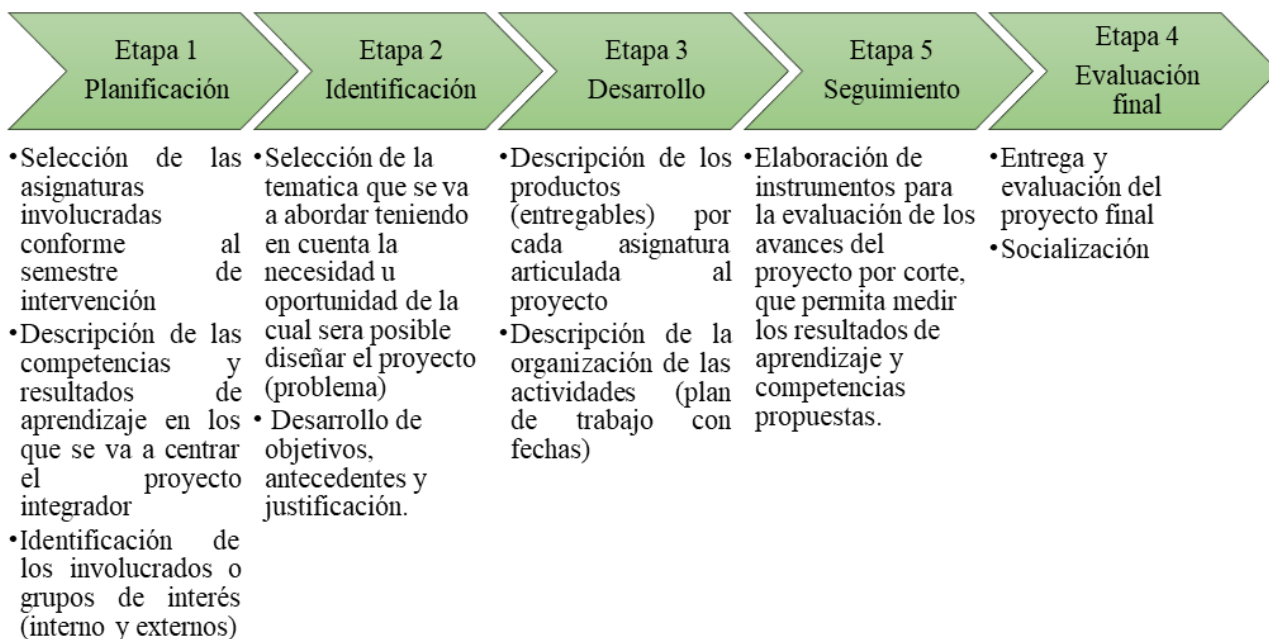 Etapa 1
Planificación
Etapa 2
Identificación
Etapa 3
Desarrollo
Etapa 5
Seguimiento
Etapa 4
Evaluación
final
•Selección de las
asignaturas
involucradas
conforme al
semestre de
intervención
•Descripción de las
competencias y
resultados de
aprendizaje en los
que se va a centrar
el proyecto
integrador
•Identificación de
los involucrados o
grupos de interés
(interno y externos)
•Selección de la
tematica que se va
a abordar teniendo
en cuenta la
necesidad u
oportunidad de la
cual sera posible
diseñar el proyecto
(problema)
• Desarrollo de
objetivos,
antecedentes y
justificación.
•Descripción de los
productos
(entregables) por
cada asignatura
articulada al
proyecto
•Descripción de la
organización de las
actividades (plan
de trabajo con
fechas)
•Elaboración de
instrumentos para
la evaluación de los
avances del
proyecto por corte,
que permita medir
los resultados de
aprendizaje y
competencias
propuestas.
•Entrega y
evaluación del
proyecto final
•Socialización